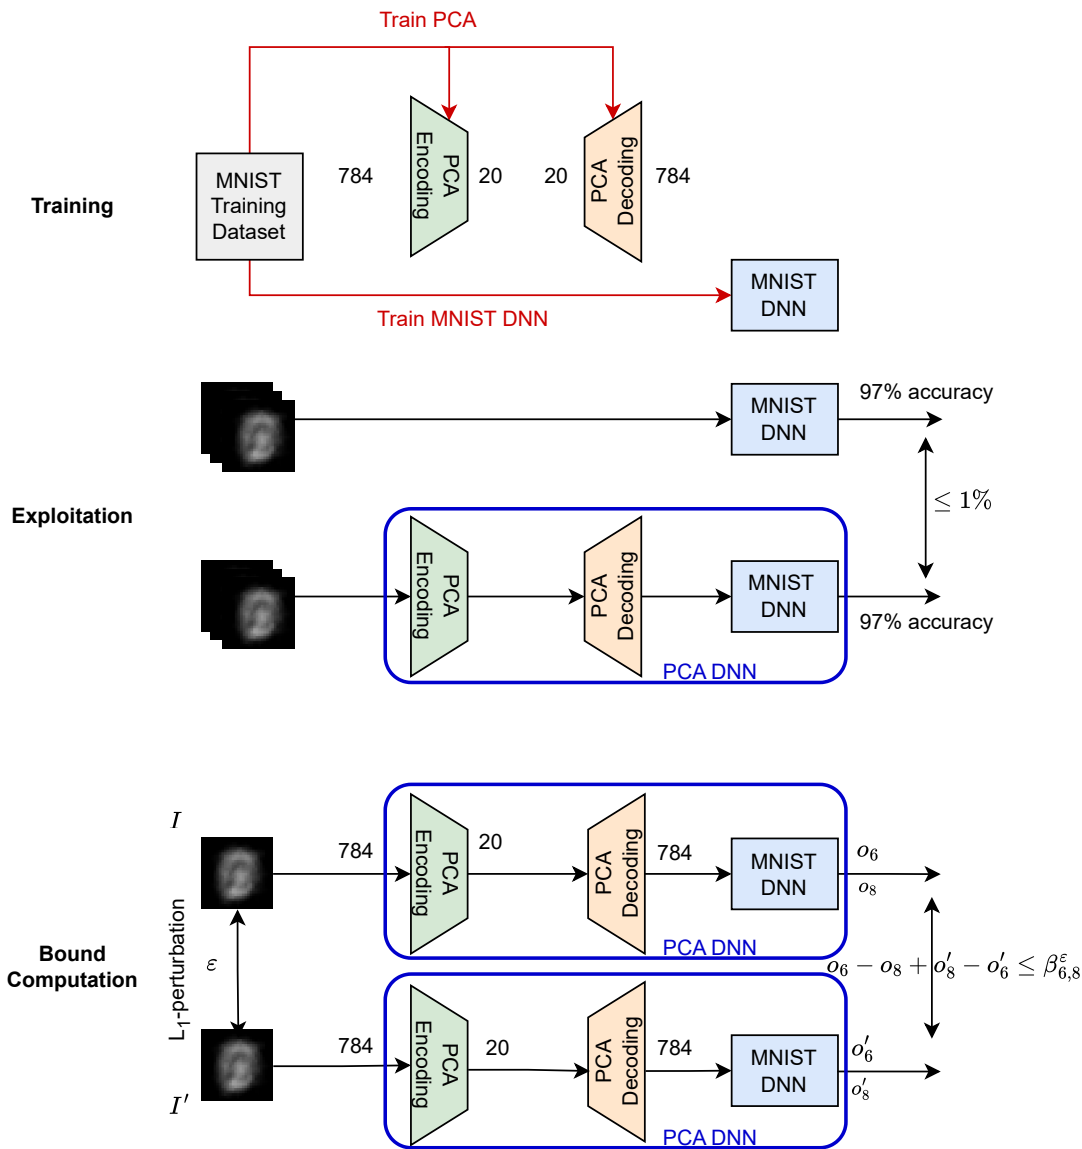 Train PCA
MNIST
Training
Dataset
784
PCA
Encoding
20
20
PCA
Decoding
784
Training
MNIST
DNN
Train MNIST DNN
MNIST
DNN
97% accuracy
≤ 1%
Exploitation
PCA
Encoding
PCA
Decoding
MNIST
DNN
97% accuracy
PCA DNN
I
784
PCA
Encoding
20
PCA
Decoding
784
MNIST
DNN
o₆
o₈
PCA DNN
L₁-perturbation
ε
Bound
Computation
o₆ − o₈ + o′₈ − o′₆ ≤ β^ε_{6,8}
784
PCA
Encoding
20
PCA
Decoding
784
MNIST
DNN
o′₆
o′₈
I′
PCA DNN